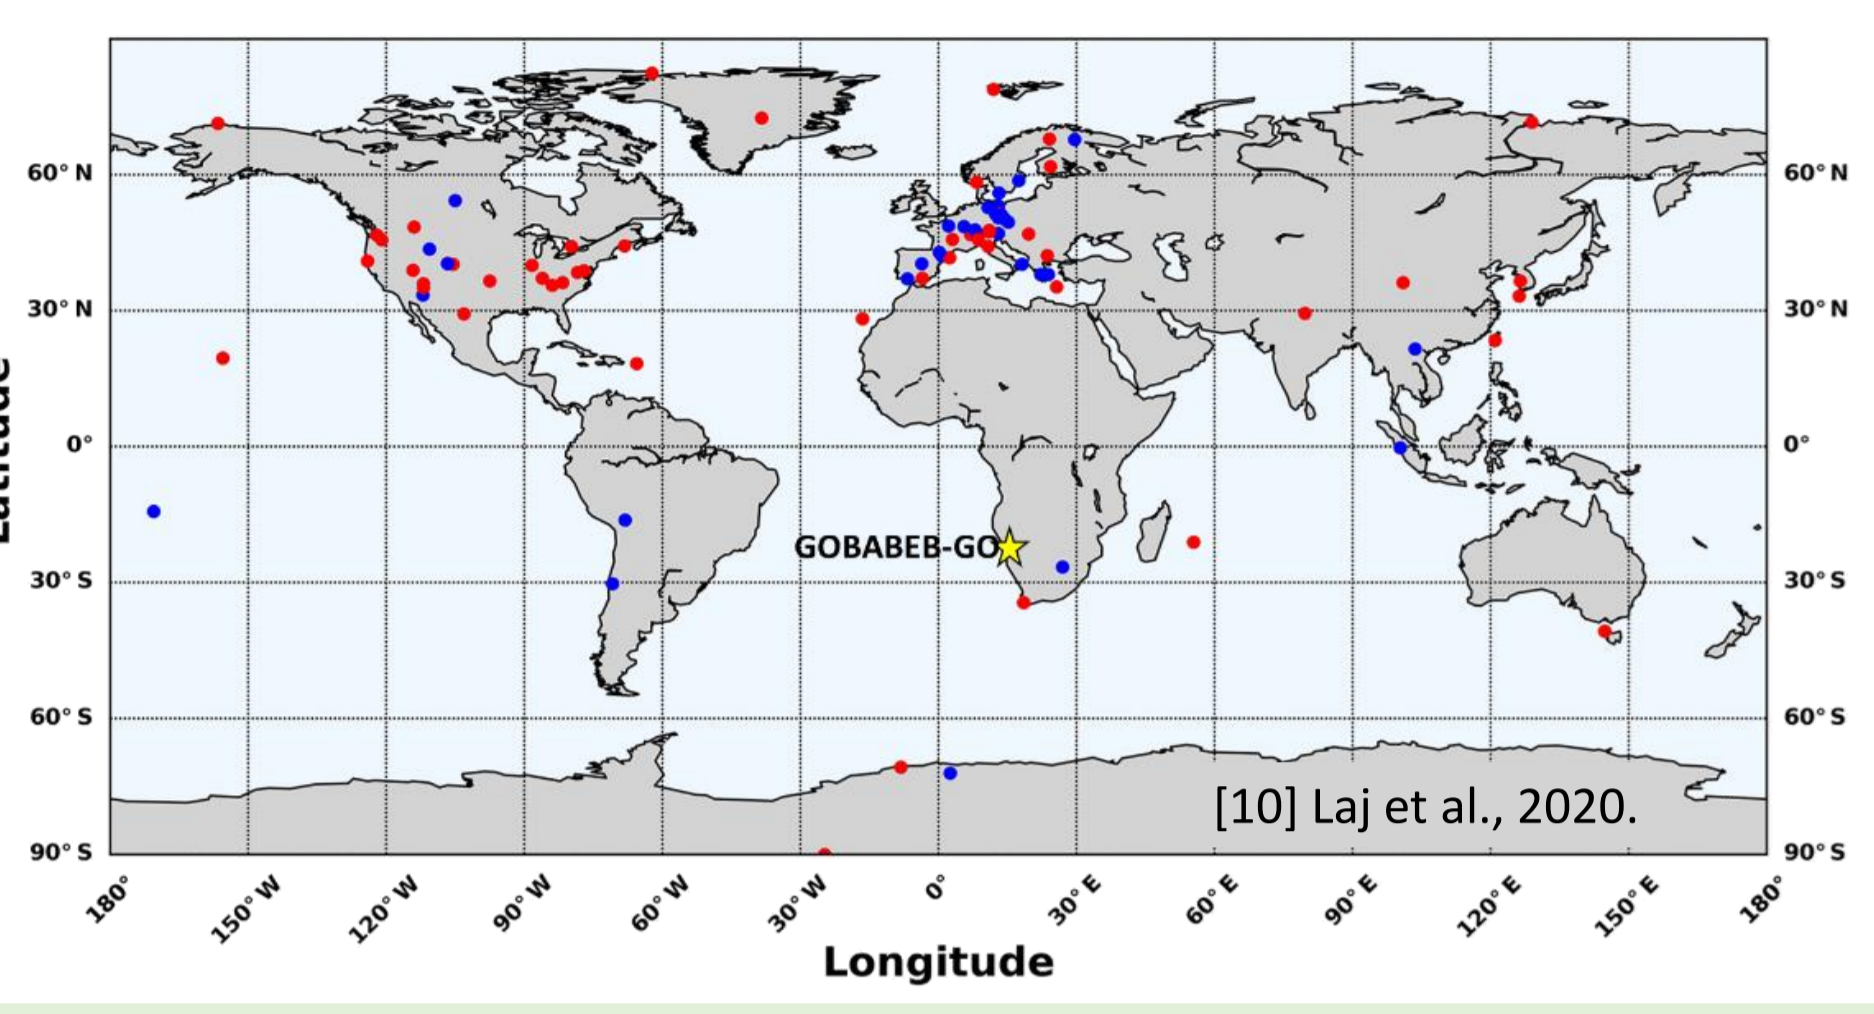 60° N
60° N
30° N
30° N
0°
0°
GOBABEB-GO
30° S
30° S
60° S
60° S
[10] Laj et al., 2020.
90° S
90° S
180°
150° W
120° W
90° W
60° W
30° W
0°
30° E
60° E
90° E
120° E
150° E
180°
Longitude